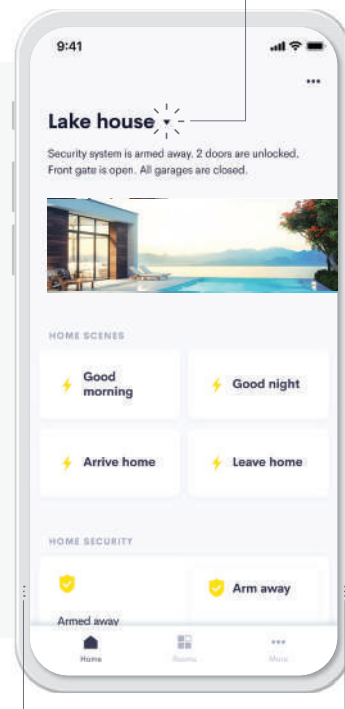 9:41
Lake house
Security system is armed away. 2 doors are unlocked.
Front gate is open. All garages are closed.
HOME SCENES
Good
morning
Good night
Arrive home
Leave home
HOME SECURITY
Armed away
Arm away
Home
Rooms
More